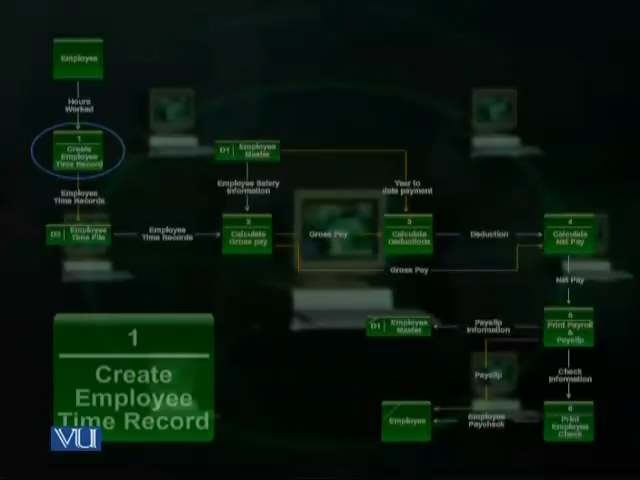 Employee
Hours
Worked
1
Create
Employee
Time Record
Employee
Time Records
D2
Employee
Time File
Employee
Time Records
D1
Employee
Master
Employee Salary
Information
2
Calculate
Gross pay
Gross Pay
Year to
date payment
3
Calculate
Deductions
Gross Pay
Deduction
4
Calculate
Net Pay
Net Pay
5
Print Payroll
&
Payslip
Payslip
Information
D1
Employee
Master
Payslip
Check
Information
6
Print
Employee
Check
Employee
Paycheck
Employee
1
Create
Employee
Time Record
VU